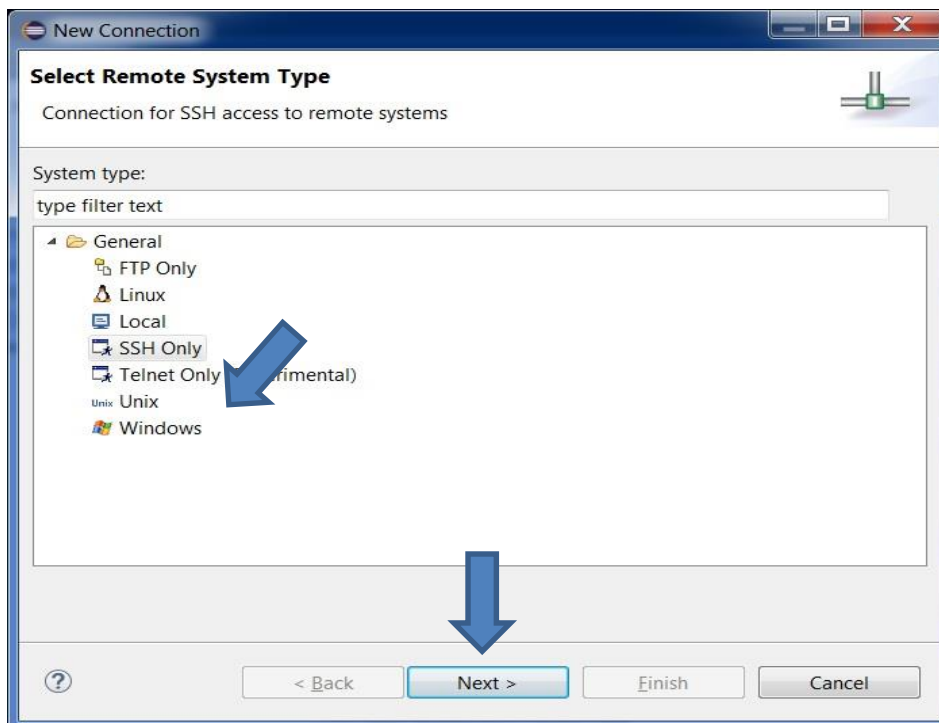 New Connection
Select Remote System Type
Connection for SSH access to remote systems
System type:
type filter text
General
FTP Only
Linux
Local
SSH Only
Telnet Only rimental)
Unix Unix
Windows
?
< Back
Next >
Finish
Cancel